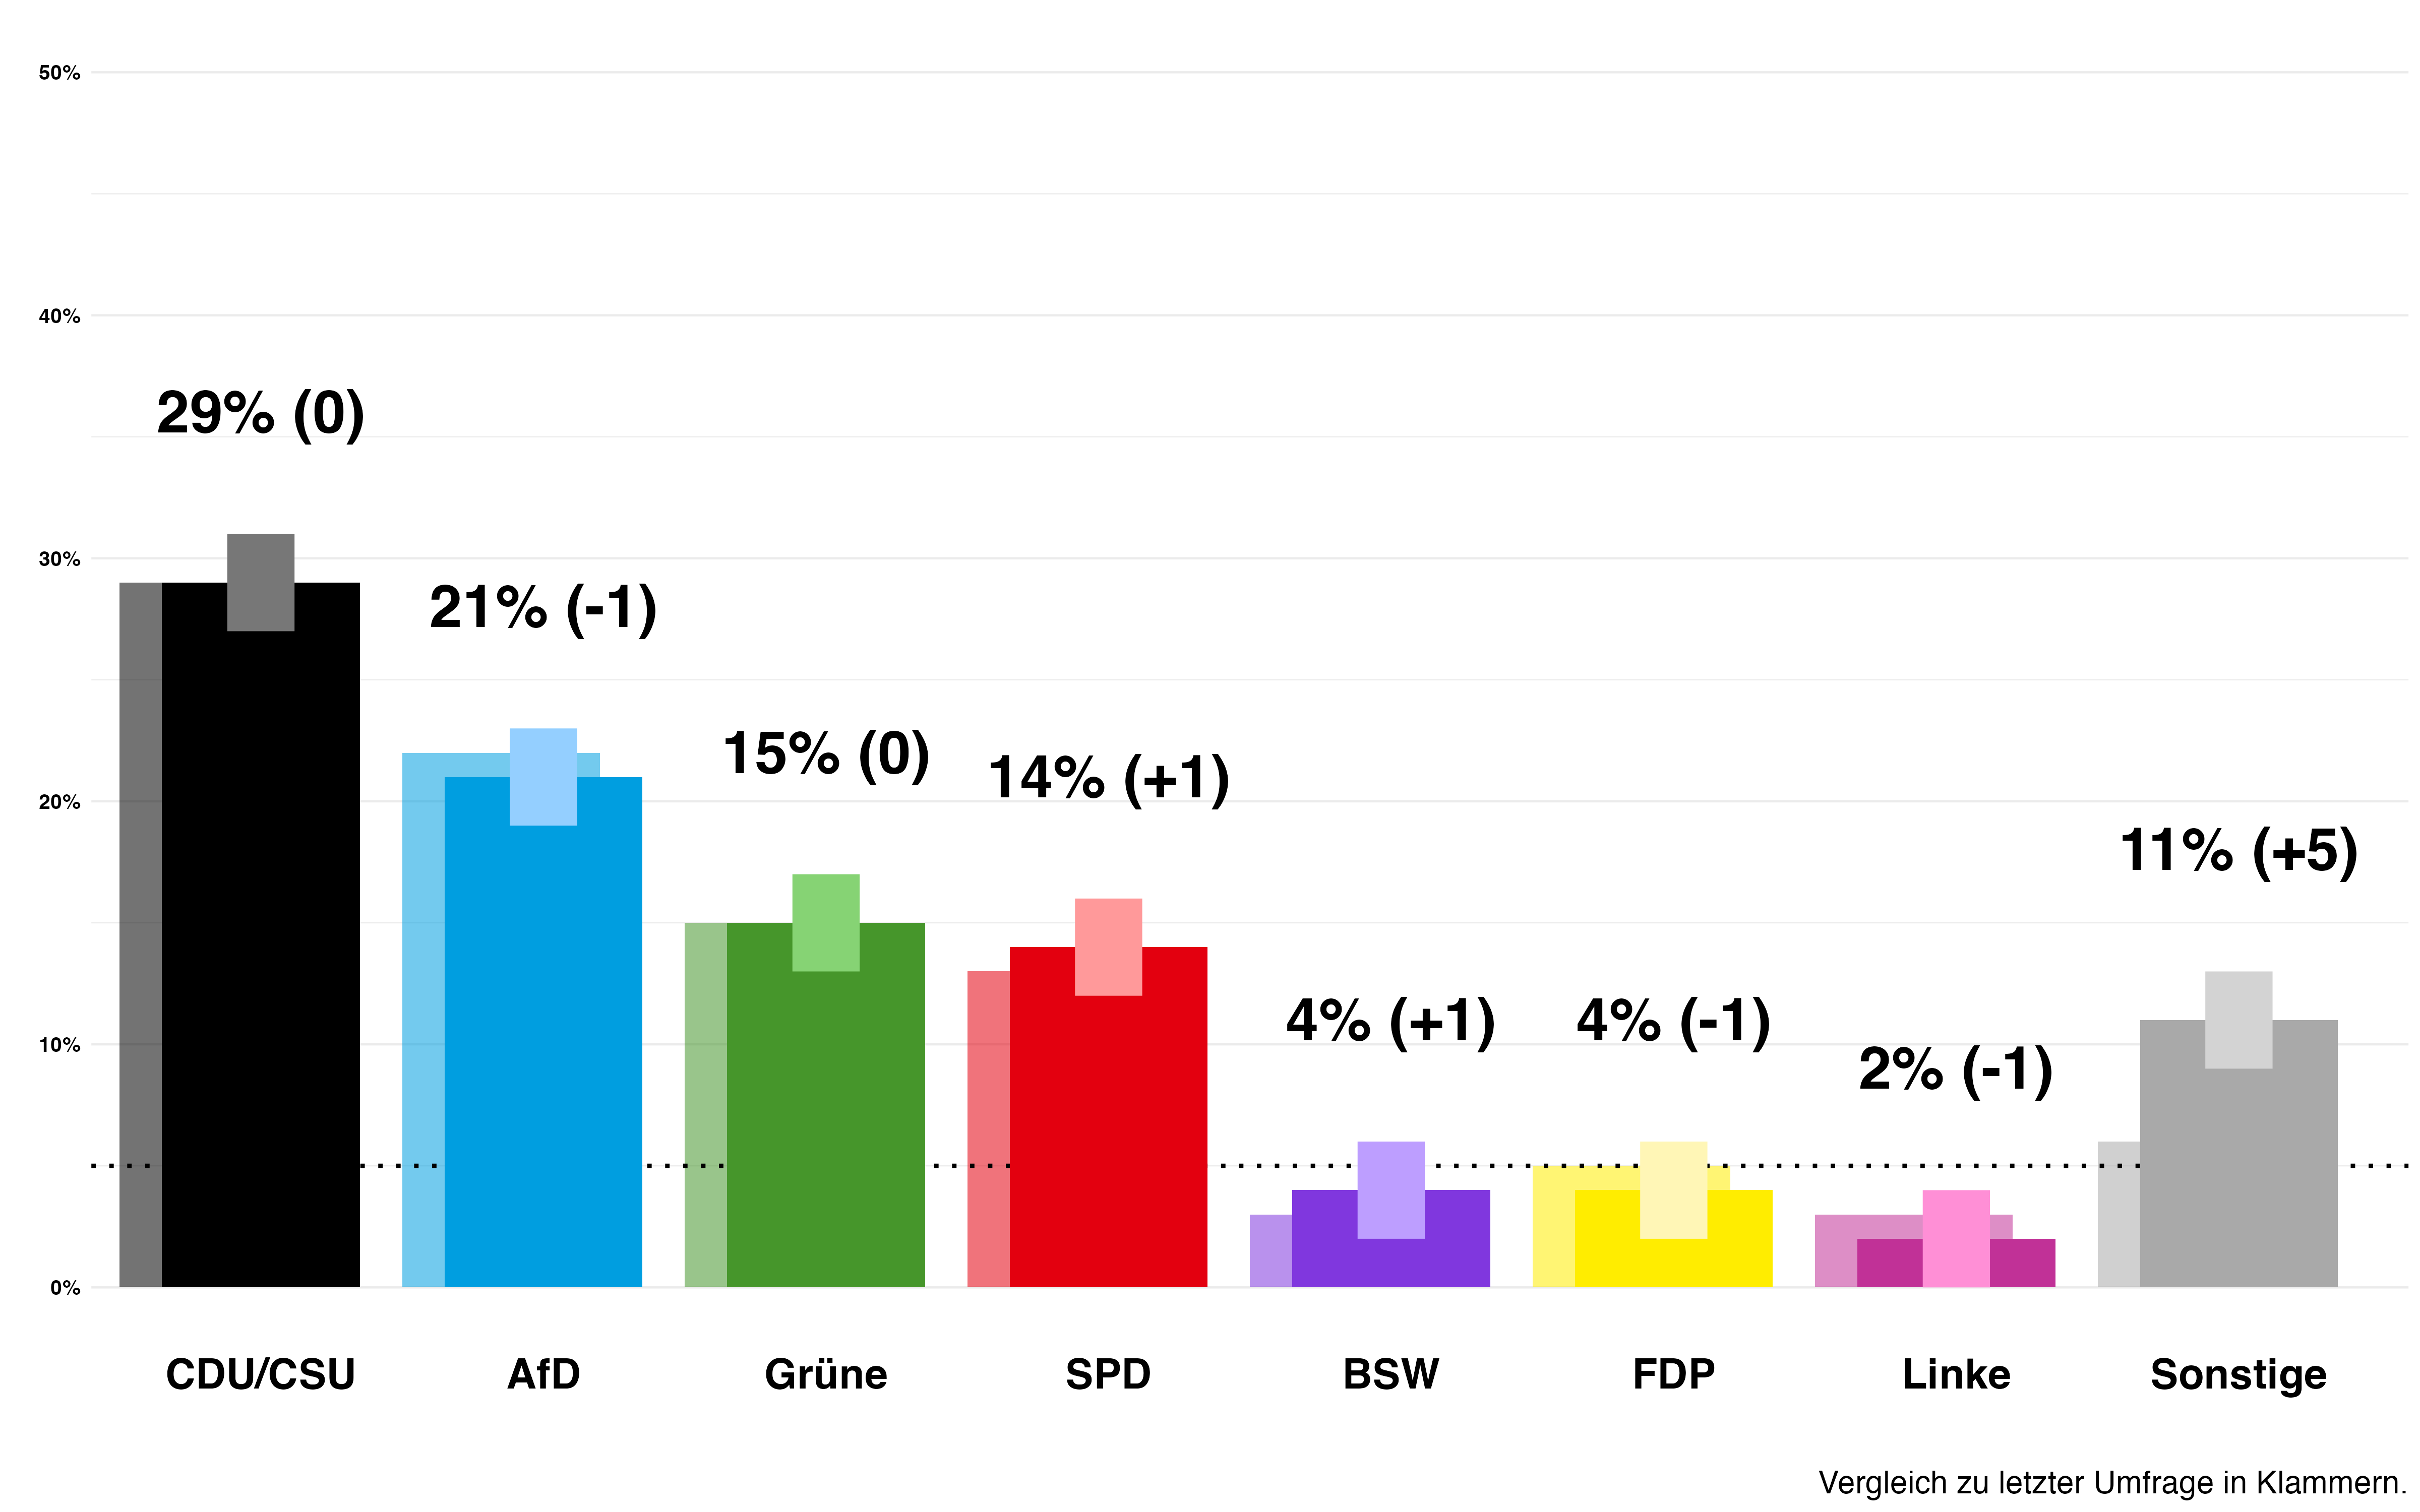 50%
40%
29% (0)
30%
21% (-1)
15% (0)
14% (+1)
20%
11% (+5)
4% (+1)
4% (-1)
10%
2% (-1)
0%
CDU/CSU
AfD
Grüne
SPD
BSW
FDP
Linke
Sonstige
Vergleich zu letzter Umfrage in Klammern.